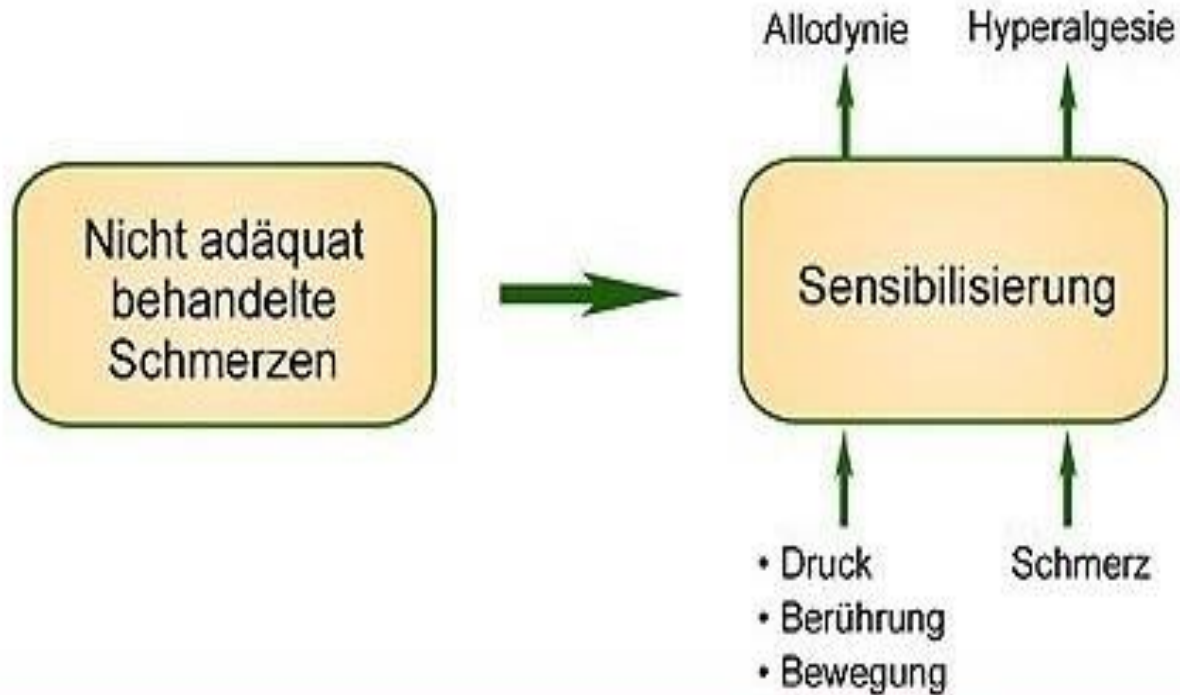 Allodynie
Hyperalgesie
Nicht adäquat
behandelte
Schmerzen
Sensibilisierung
• Druck
• Berührung
• Bewegung
Schmerz